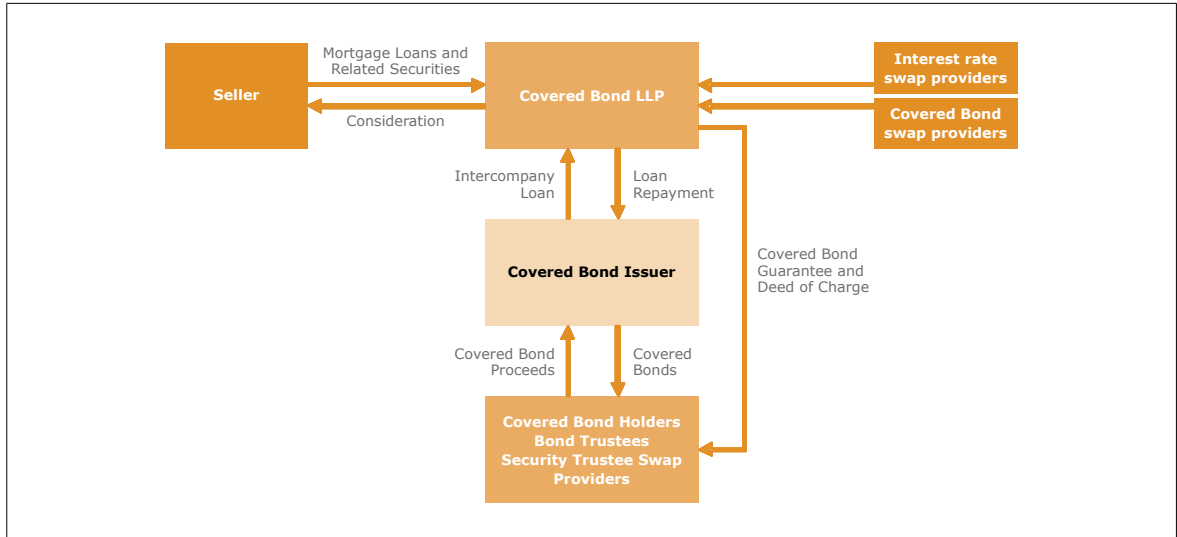 Mortgage Loans and
Related Securities
Seller
Consideration
Covered Bond LLP
Interest rate
swap providers
Covered Bond
swap providers
Intercompany
Loan
Loan
Repayment
Covered Bond Issuer
Covered Bond
Guarantee and
Deed of Charge
Covered Bond
Proceeds
Covered
Bonds
Covered Bond Holders
Bond Trustees
Security Trustee Swap
Providers